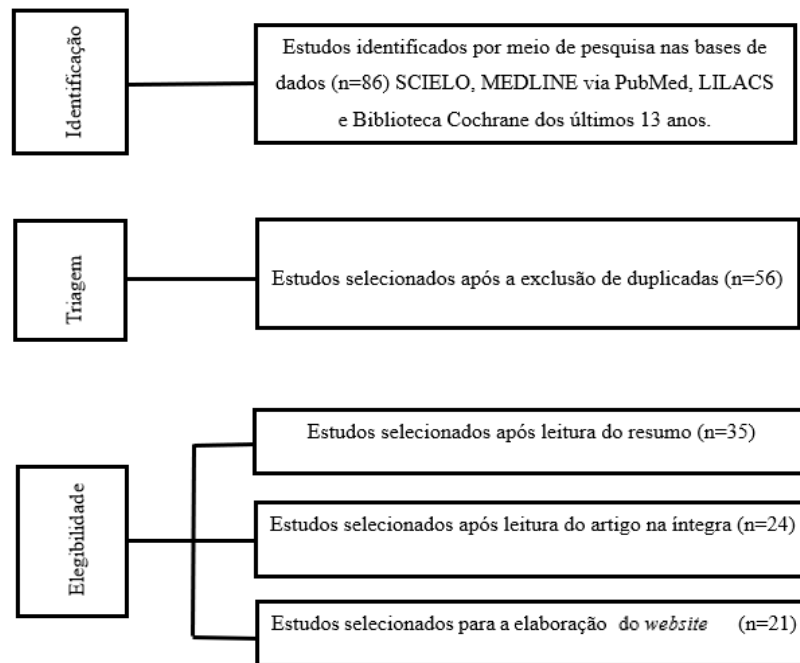 Identificação
Estudos identificados por meio de pesquisa nas bases de
dados (n=86) SCIELO, MEDLINE via PubMed, LILACS
e Biblioteca Cochrane dos últimos 13 anos.
Triagem
Estudos selecionados após a exclusão de duplicadas (n=56)
Elegibilidade
Estudos selecionados após leitura do resumo (n=35)
Estudos selecionados após leitura do artigo na íntegra (n=24)
Estudos selecionados para a elaboração do website (n=21)